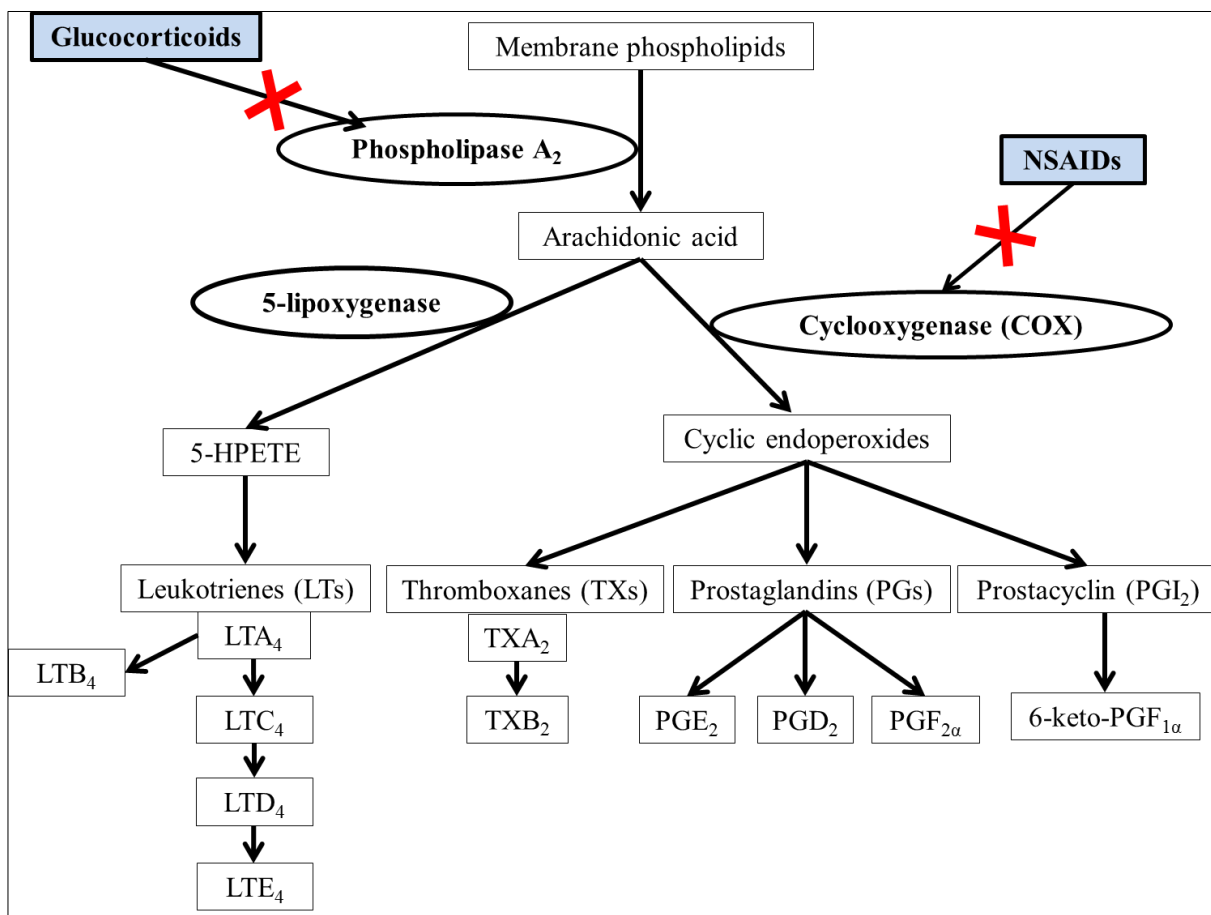 Glucocorticoids
Membrane phospholipids
Phospholipase A₂
NSAIDs
Arachidonic acid
5-lipoxygenase
Cyclooxygenase (COX)
5-HPETE
Cyclic endoperoxides
Leukotrienes (LTs)
Thromboxanes (TXs)
Prostaglandins (PGs)
Prostacyclin (PGI₂)
LTA₄
TXA₂
LTB₄
LTC₄
TXB₂
PGE₂
PGD₂
PGF₂α
6-keto-PGF₁α
LTD₄
LTE₄